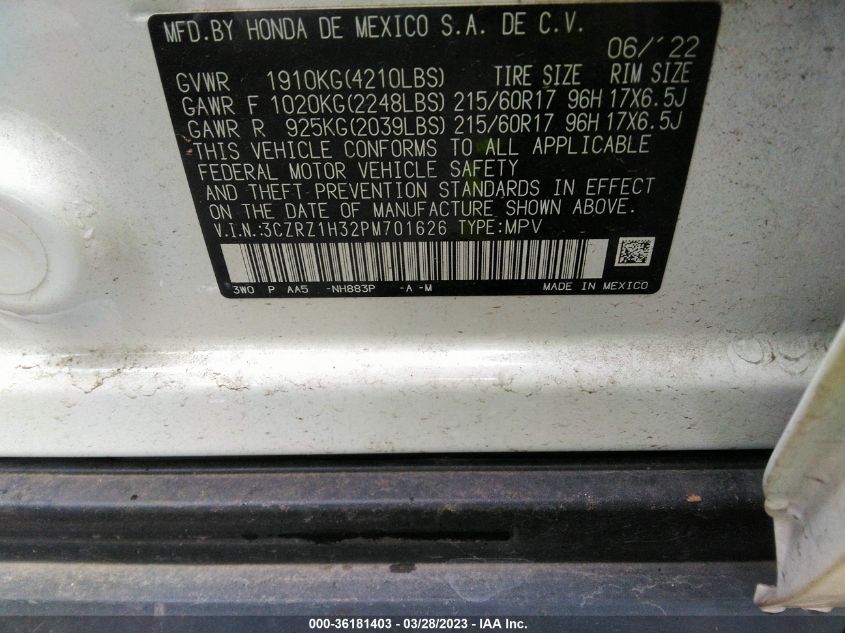 MFD.BY HONDA DE MEXICO S.A. DE C.V.
06/'22
GVWR 1910KG(4210LBS) TIRE SIZE RIM SIZE
GAWR F 1020KG(2248LBS) 215/60R17 96H 17X6.5J
GAWR R 925KG(2039LBS) 215/60R17 96H 17X6.5J
THIS VEHICLE CONFORMS TO ALL APPLICABLE
FEDERAL MOTOR VEHICLE SAFETY
AND THEFT PREVENTION STANDARDS IN EFFECT
ON THE DATE OF MANUFACTURE SHOWN ABOVE.
V.I.N.:3CZRZ1H32PM701626 TYPE:MPV
3W0 P AA5 -NH883P -A -M MADE IN MEXICO
000-36181403 — 03/28/2023 — IAA Inc.